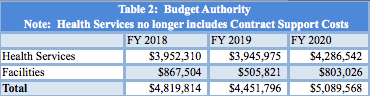 Table 2:  Budget Authority
Note:  Health Services no longer includes Contract Support Costs
FY 2018 FY 2019 FY 2020
Health Services $3,952,310 $3,945,975 $4,286,542
Facilities $867,504 $505,821 $803,026
Total $4,819,814 $4,451,796 $5,089,568